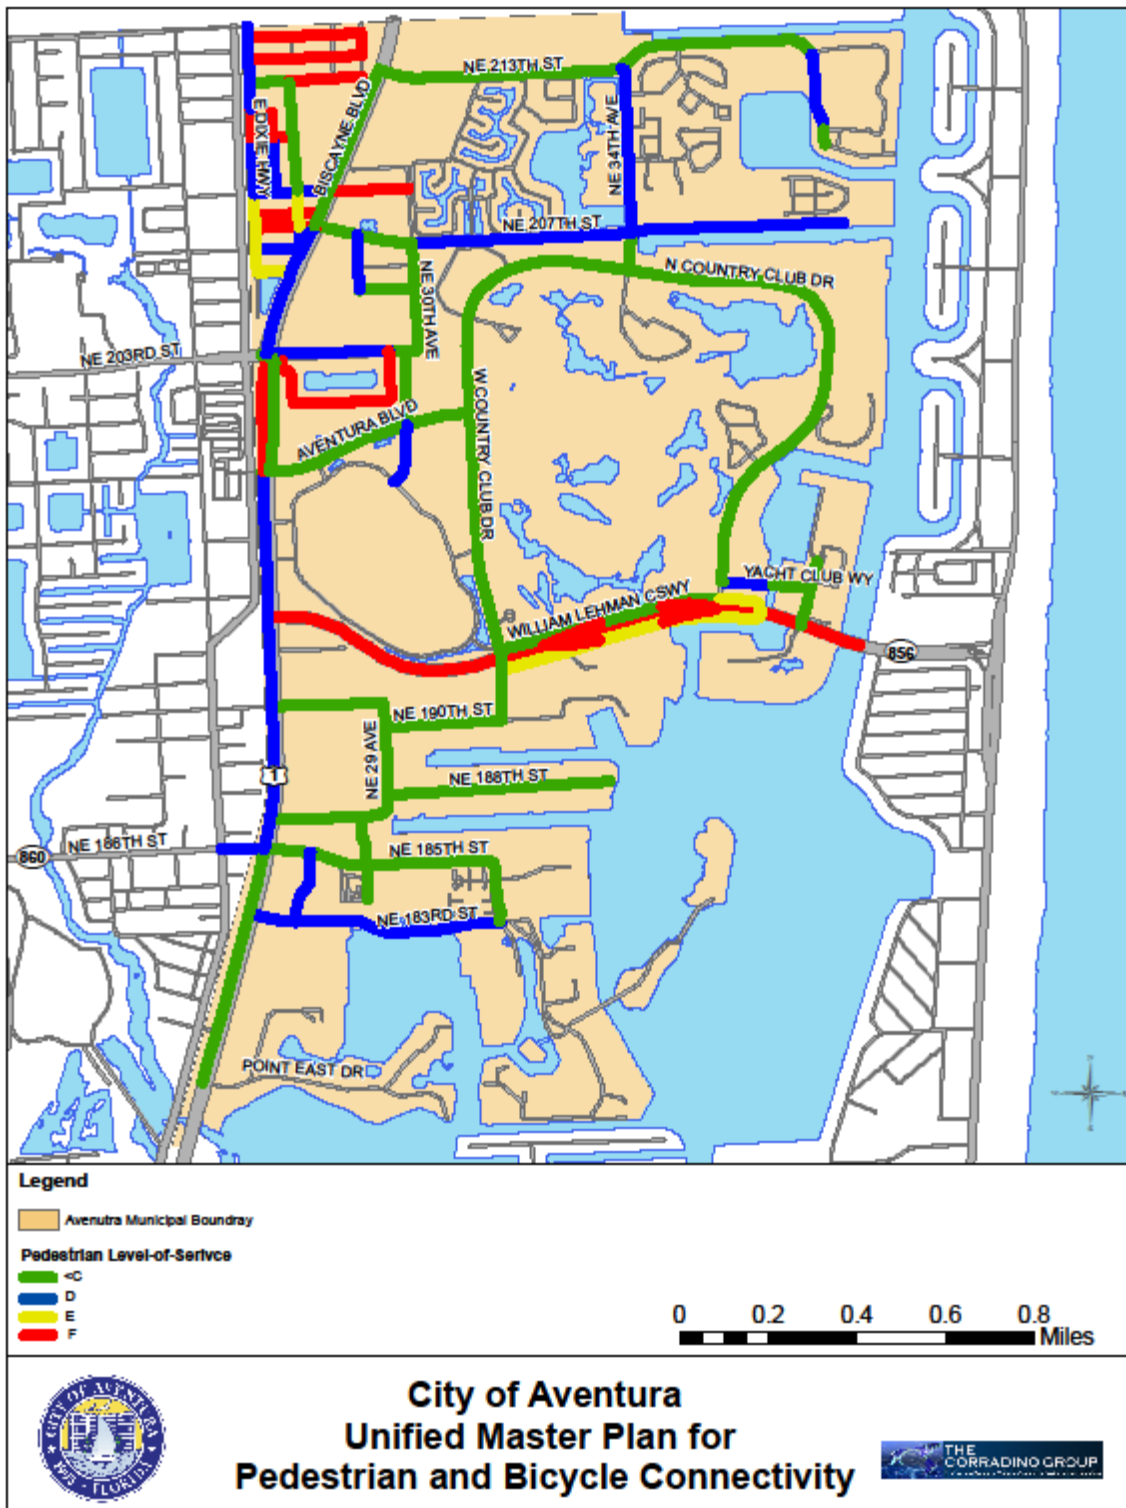 NE 213TH ST
BISCAYNE BLVD
E DIXIE HWY
NE 34TH AVE
NE 207TH ST
N COUNTRY CLUB DR
NE 30TH AVE
NE 203RD ST
W COUNTRY CLUB DR
AVENTURA BLVD
YACHT CLUB WY
WILLIAM LEHMAN CSWY
856
NE 190TH ST
NE 29 AVE
1
NE 188TH ST
NE 186TH ST
860
NE 185TH ST
NE 183RD ST
POINT EAST DR
Legend
Avenutra Municipal Boundray
Pedestrian Level-of-Serivce
<C
D
E
F
0 0.2 0.4 0.6 0.8
Miles
CITY OF AVENTURA
FLORIDA
City of Aventura
Unified Master Plan for
Pedestrian and Bicycle Connectivity
THE
CORRADINO GROUP